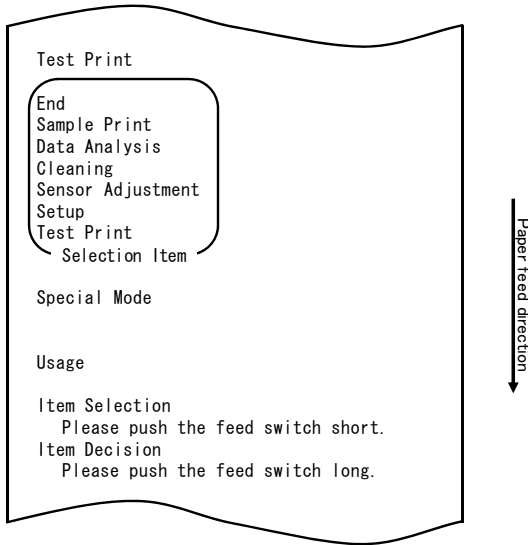 Test Print
End
Sample Print
Data Analysis
Cleaning
Sensor Adjustment
Setup
Test Print
Selection Item
Special Mode
Usage
Item Selection
Please push the feed switch short.
Item Decision
Please push the feed switch long.
Paper feed direction